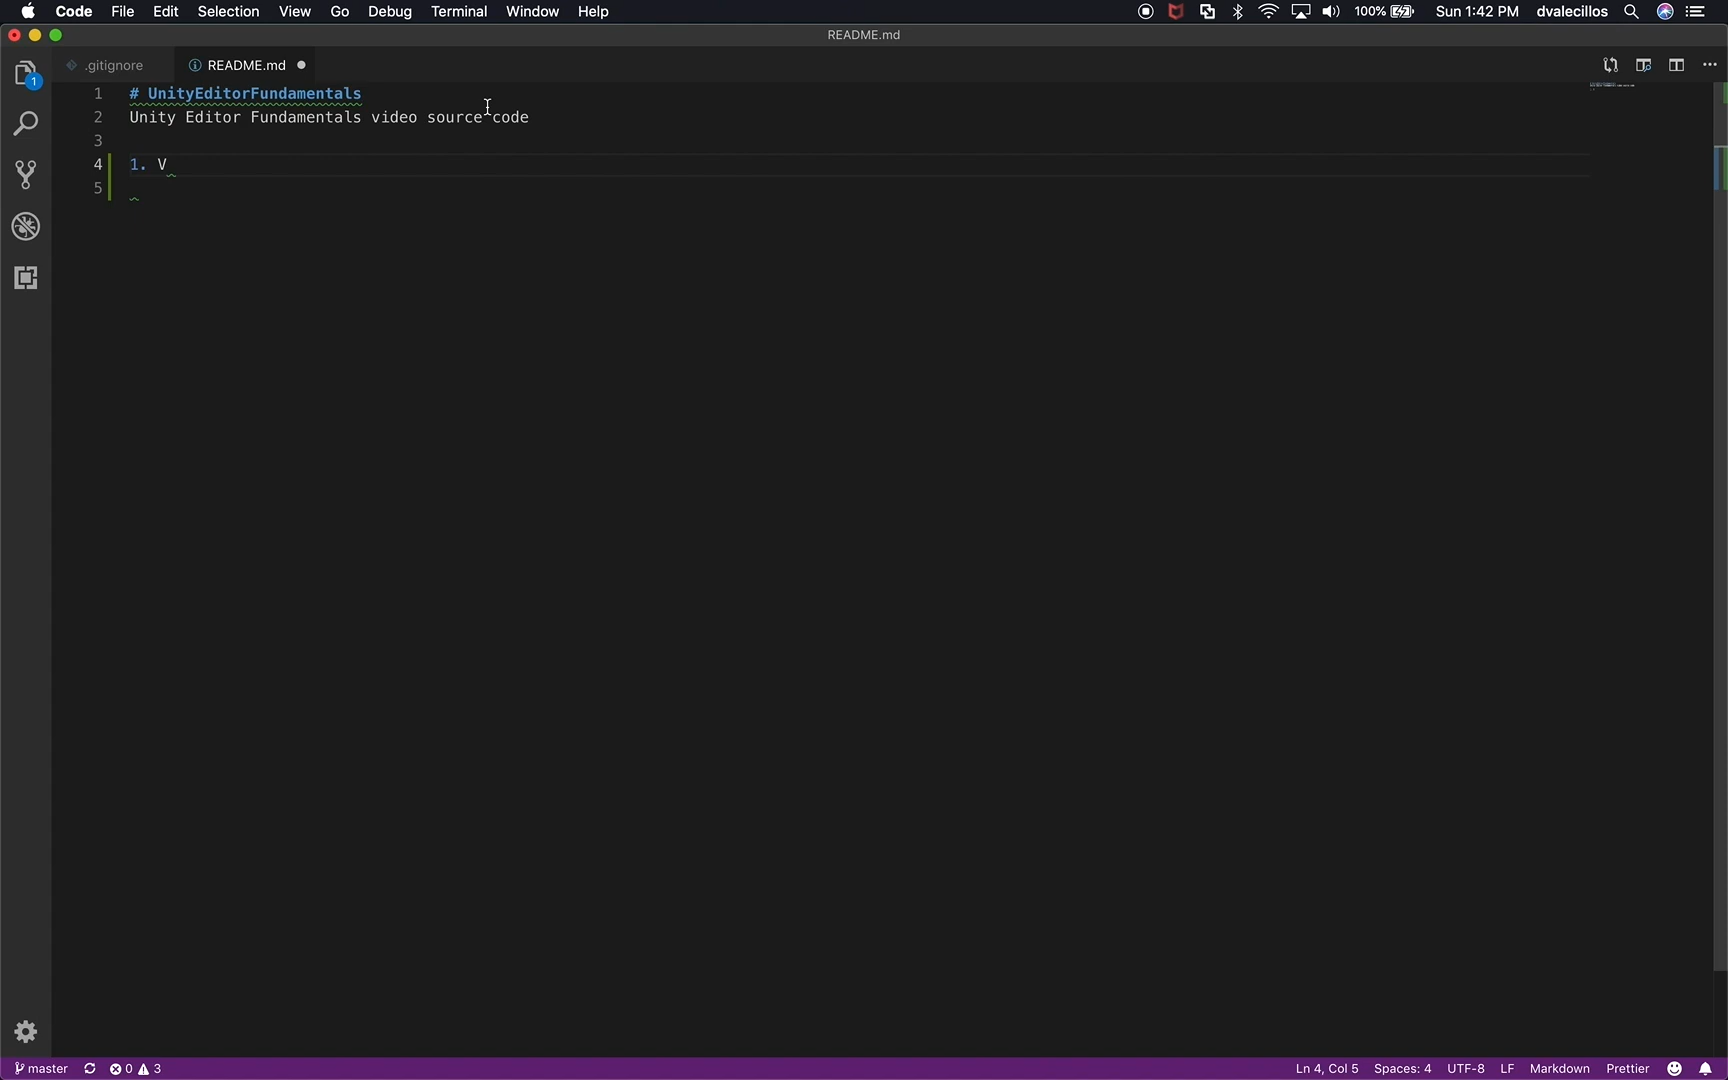 Code File Edit Selection View Go Debug Terminal Window Help 100% Sun 1:42 PM dvalecillos
README.md
.gitignore README.md
1
1 # UnityEditorFundamentals
2 Unity Editor Fundamentals video source code
3
4 1. V
5
master 0 3 Ln 4, Col 5 Spaces: 4 UTF-8 LF Markdown Prettier